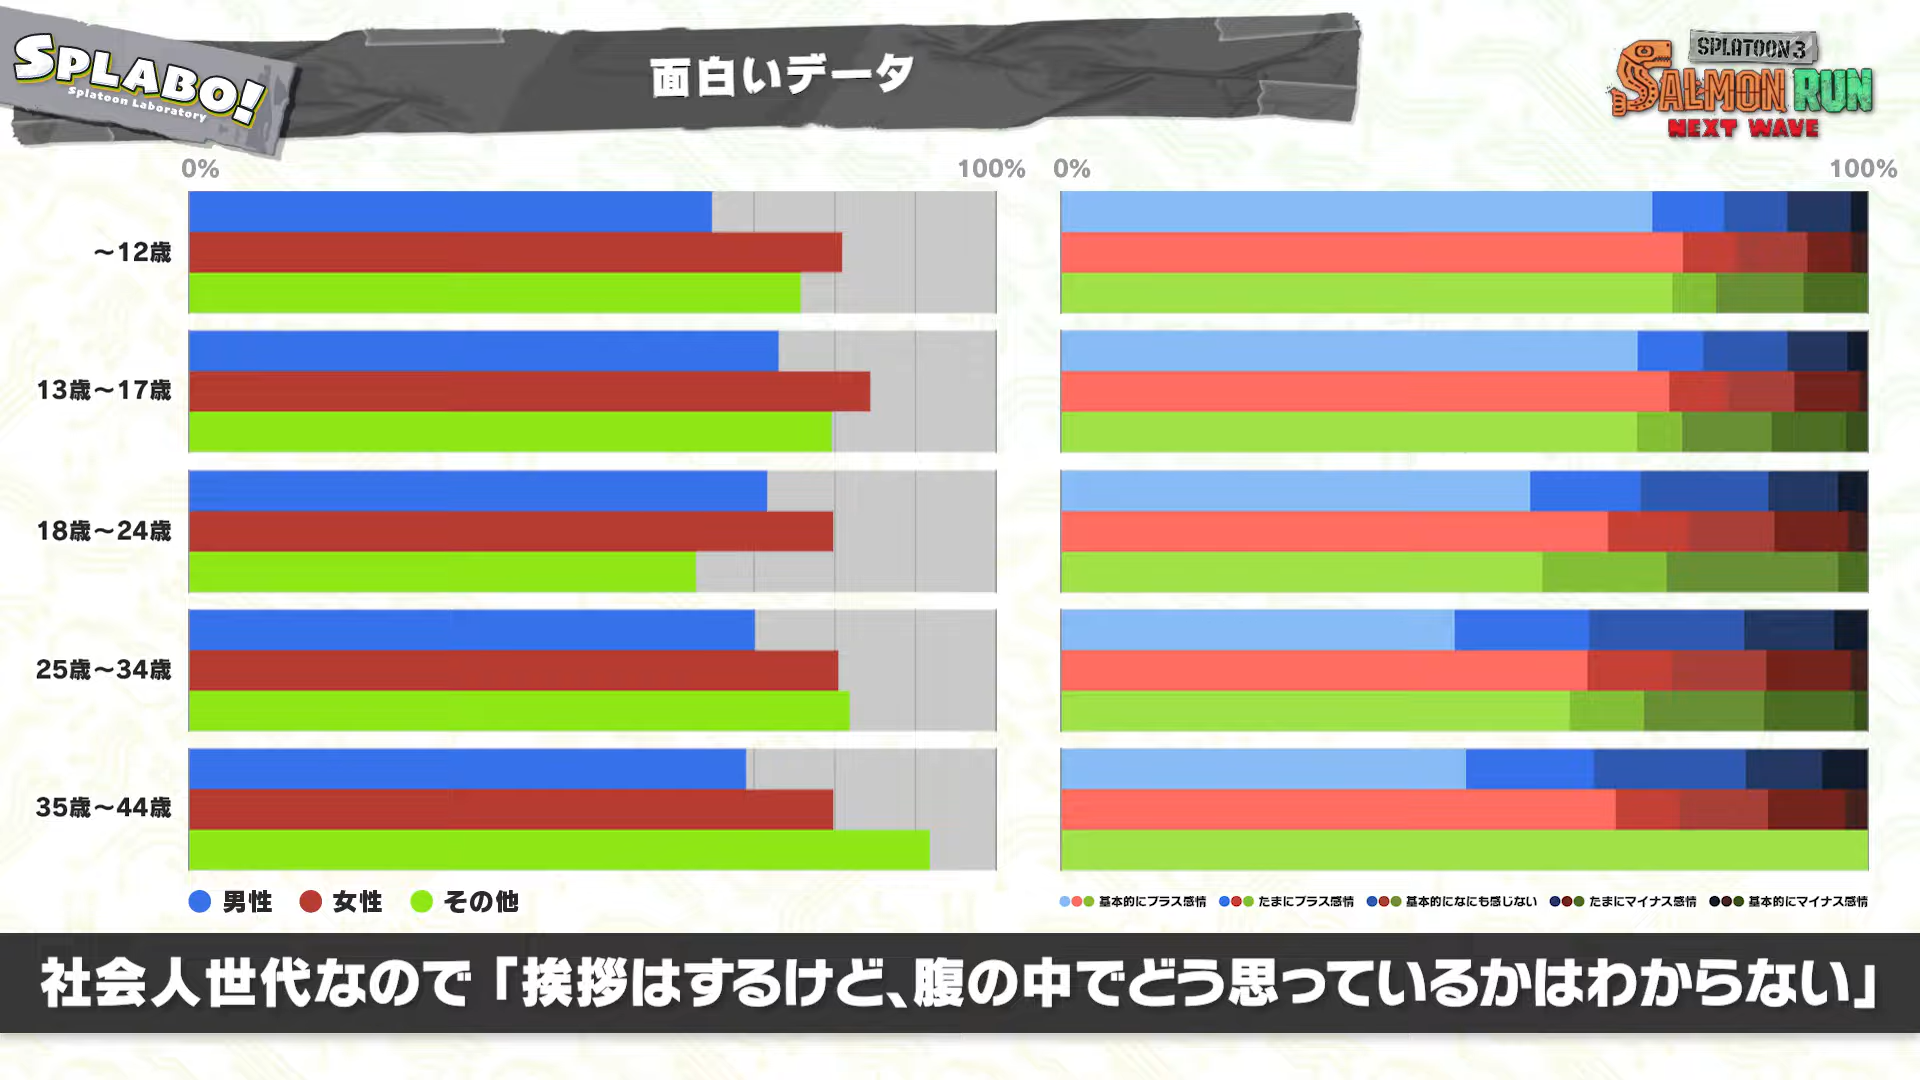 SPLABO!
Splatoon Laboratory
面白いデータ
SPLATOON 3
SALMON RUN
NEXT WAVE
0% 100% 0% 100%
～12歳
13歳～17歳
18歳～24歳
25歳～34歳
35歳～44歳
男性 女性 その他
基本的にプラス感情 たまにプラス感情 基本的になにも感じない たまにマイナス感情 基本的にマイナス感情
社会人世代なので「挨拶はするけど、腹の中でどう思っているかはわからない」